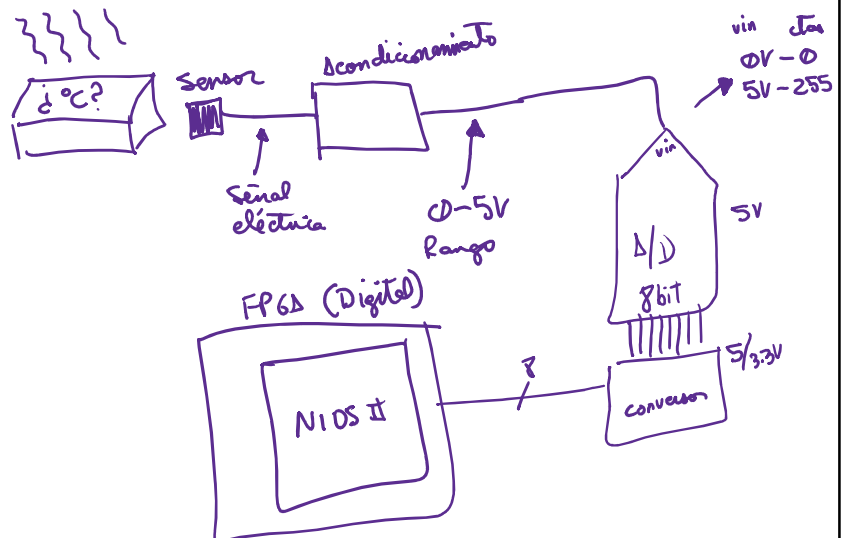 ¿°C?
Sensor
Acondicionamiento
Señal
eléctrica
0-5V
Rango
vin ctas
0V-0
5V-255
vin
A/D
8bit
5V
5/3.3V
conversor
8
FPGA (Digital)
NIOS II